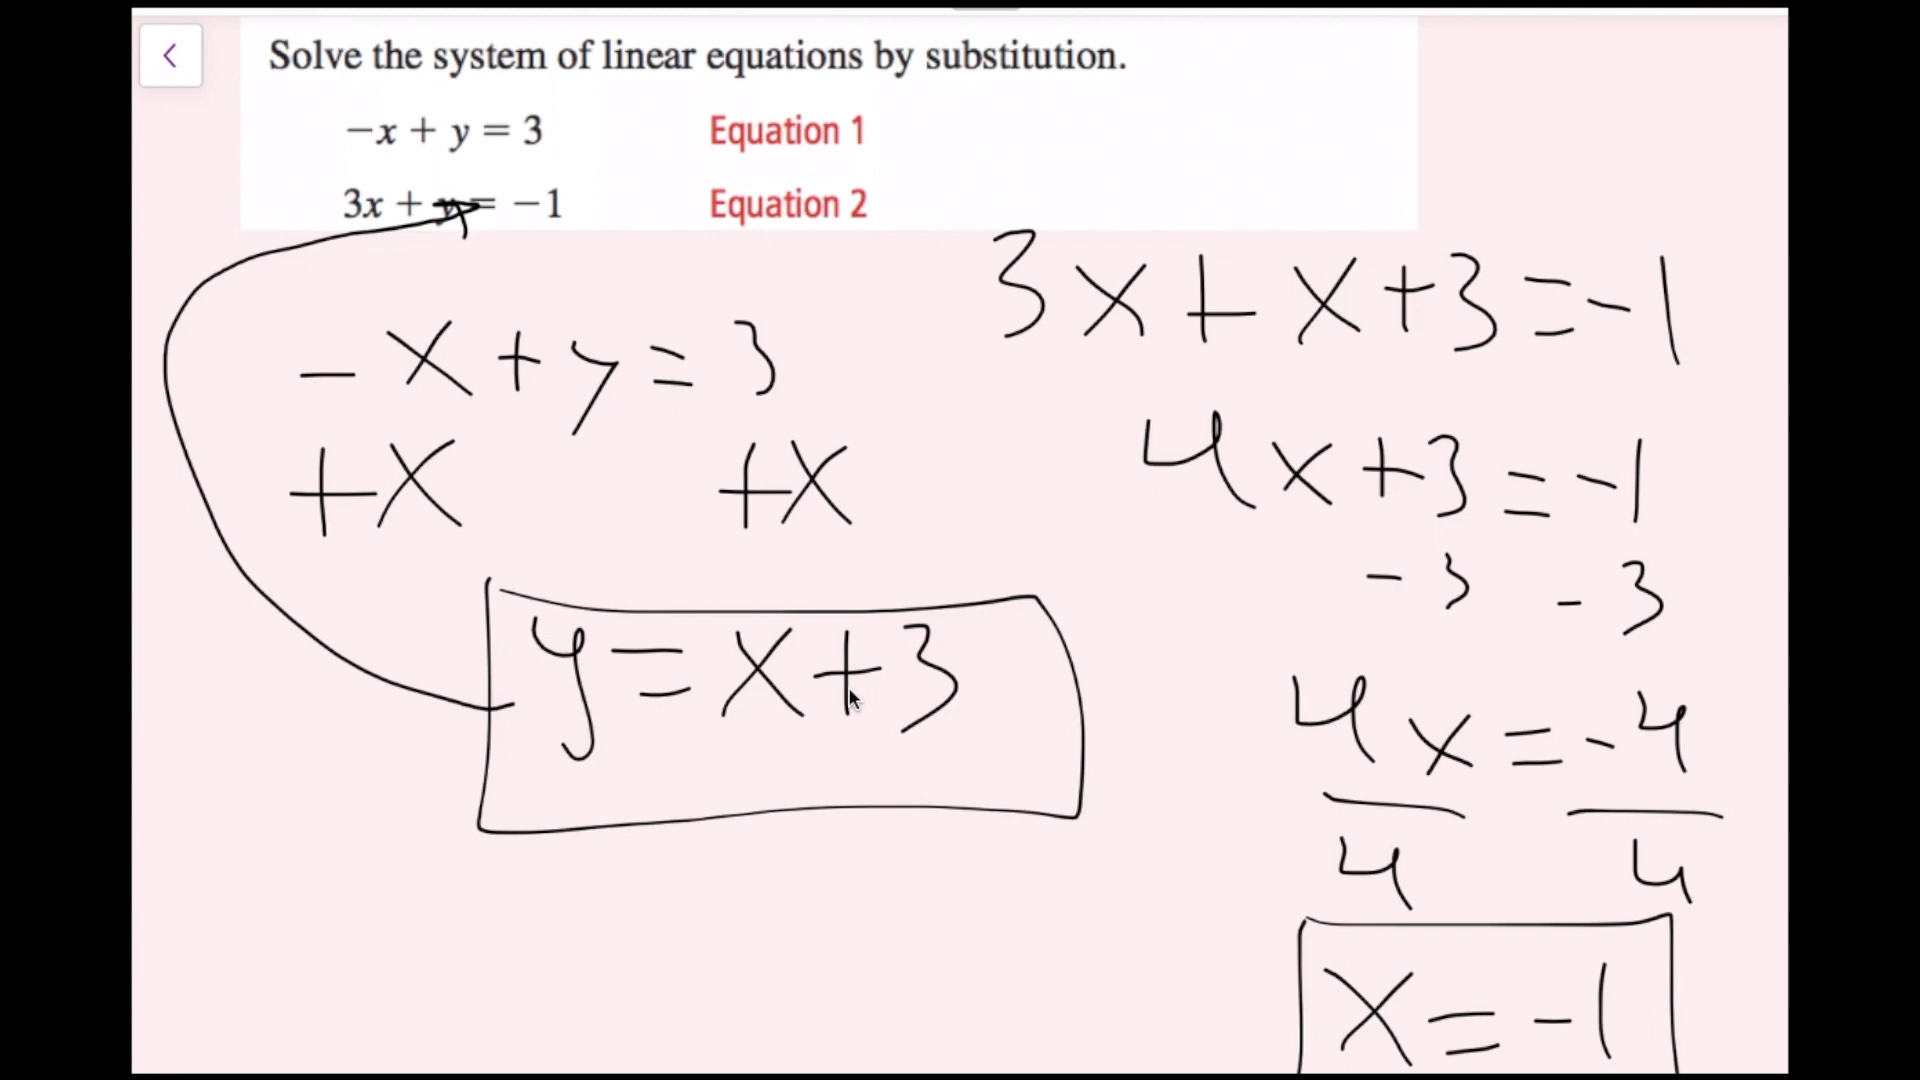 Solve the system of linear equations by substitution.
−x + y = 3 Equation 1
3x + y = −1 Equation 2
-x+y=3
+x +x
y=x+3
3x+x+3=-1
4x+3=-1
-3 -3
4x=-4
4 4
x=-1